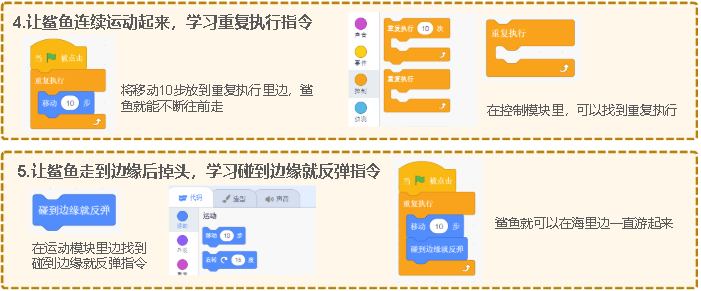 4.让鲨鱼连续运动起来，学习重复执行指令
当 被点击
重复执行
移动 10 步
将移动10步放到重复执行里边，鲨
鱼就能不断往前走
声音
事件
控制
侦测
重复执行 10 次
重复执行
重复执行
在控制模块里，可以找到重复执行
5.让鲨鱼走到边缘后掉头，学习碰到边缘就反弹指令
碰到边缘就反弹
在运动模块里边找到
碰到边缘就反弹指令
代码 造型 声音
运动
外观
运动
移动 10 步
右转 15 度
当 被点击
重复执行
移动 10 步
碰到边缘就反弹
鲨鱼就可以在海里边一直游起来